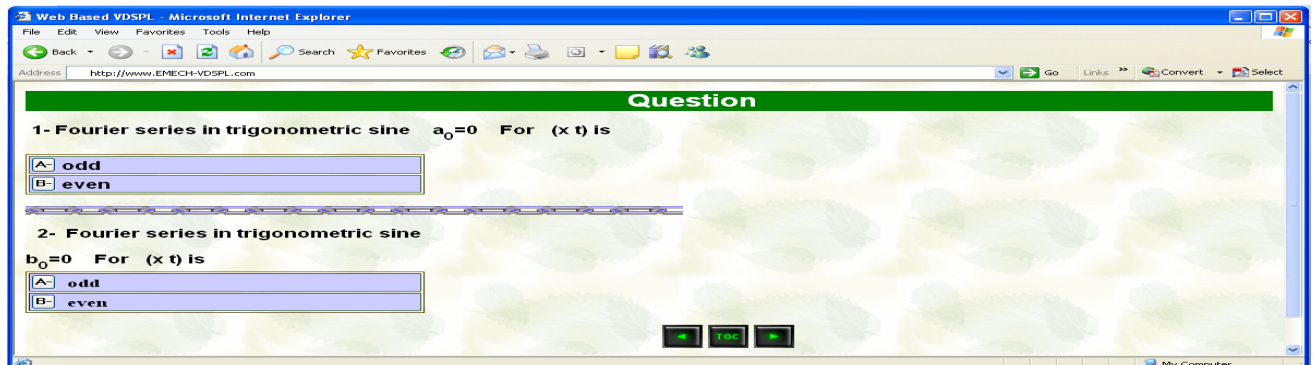 Web Based VDSPL - Microsoft Internet Explorer
File Edit View Favorites Tools Help
Back Search Favorites
Address http://www.EMECH-VDSPL.com Go Links » Convert Select
Question
1- Fourier series in trigonometric sine a₀=0 For (x t) is
A- odd
B- even
2- Fourier series in trigonometric sine
b₀=0 For (x t) is
A- odd
B- even
TOC
My Computer